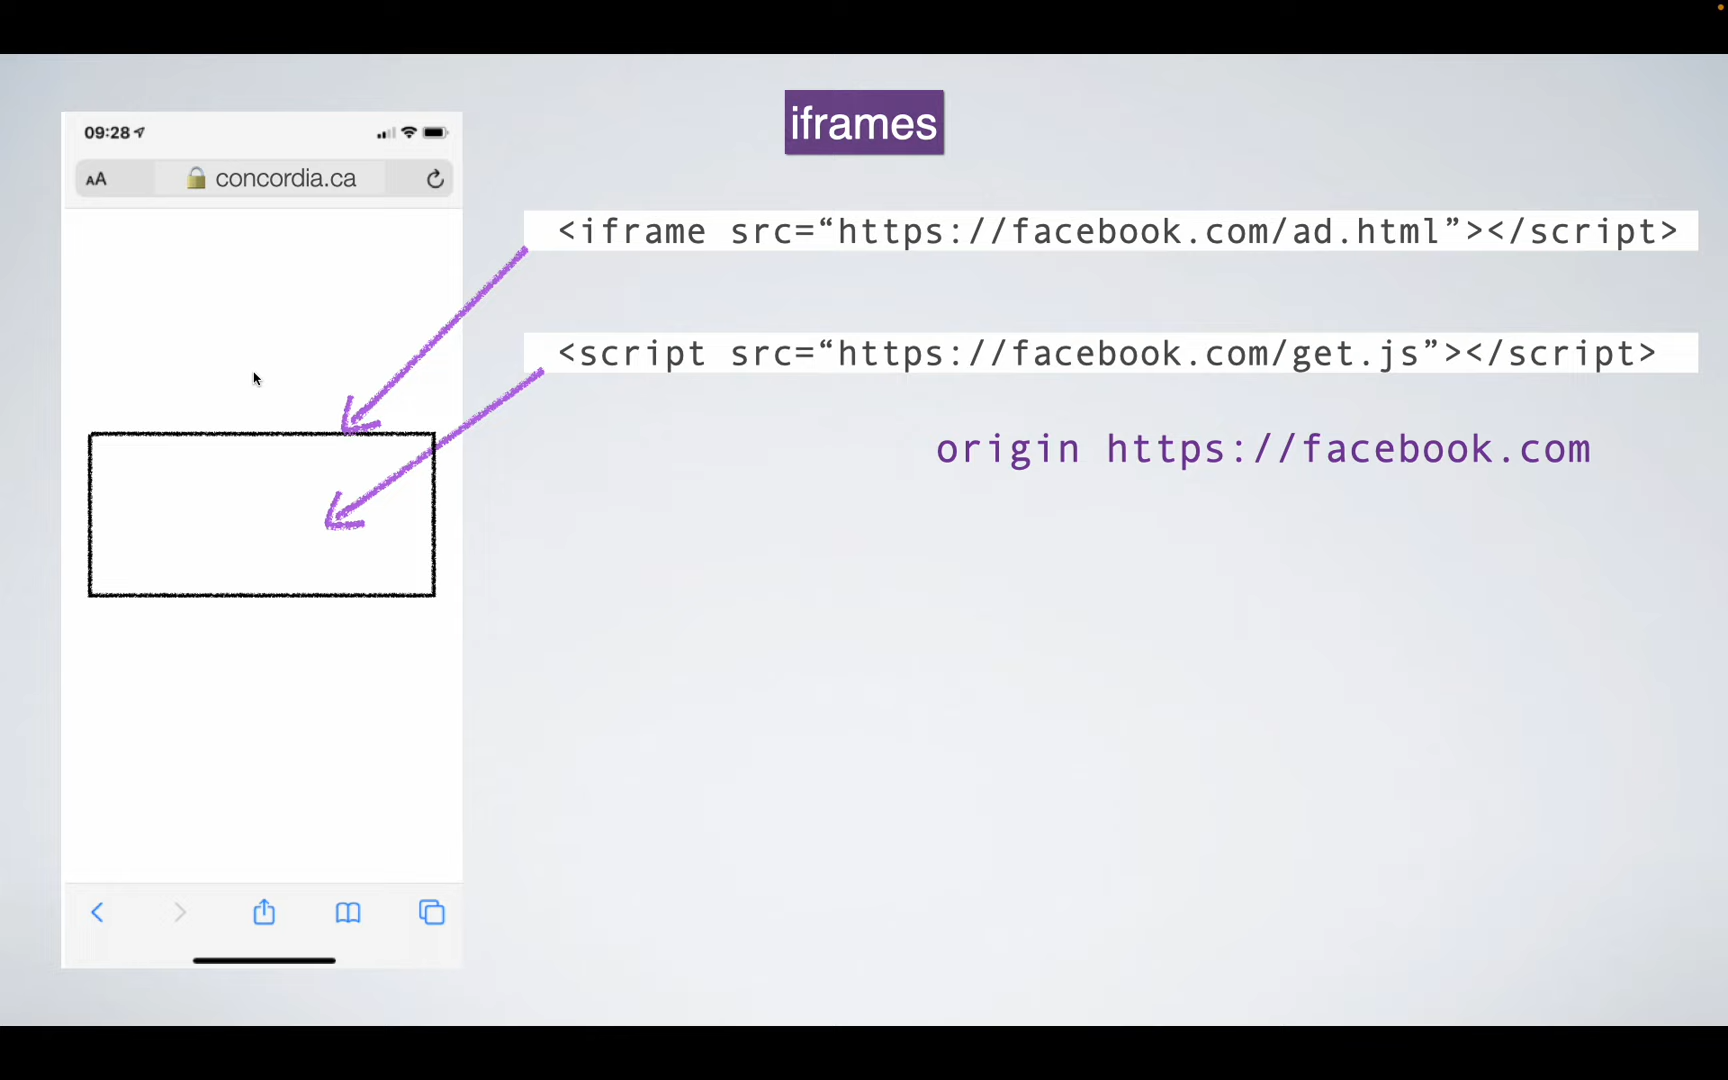 iframes
09:28
AA concordia.ca
<iframe src=“https://facebook.com/ad.html”></script>
<script src=“https://facebook.com/get.js”></script>
origin https://facebook.com